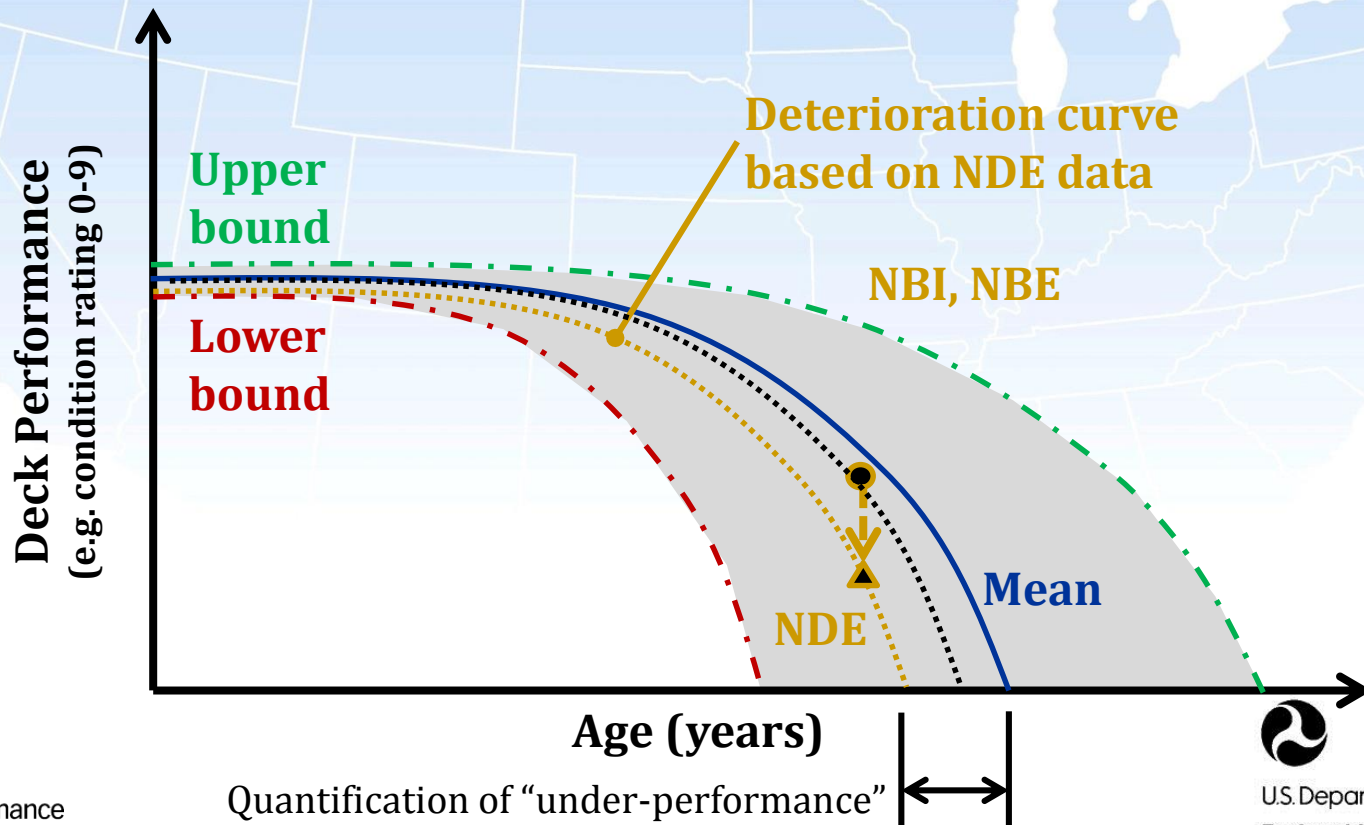 Deck Performance
(e.g. condition rating 0-9)
Upper
bound
Deterioration curve
based on NDE data
NBI, NBE
Lower
bound
Mean
NDE
Age (years)
Quantification of “under-performance”
U.S. Depar
nance